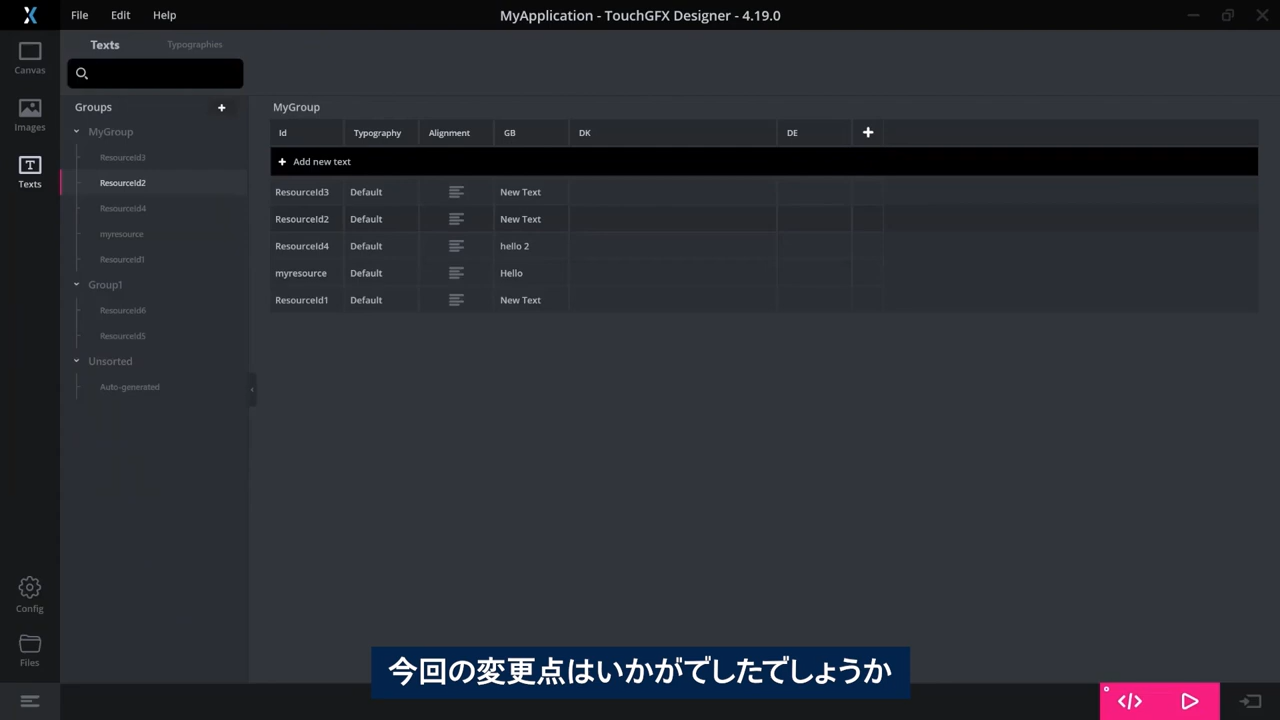 File Edit Help MyApplication - TouchGFX Designer - 4.19.0
Canvas
Images
Texts
Config
Files
Texts Typographies
Groups +
MyGroup
ResourceId3
ResourceId2
ResourceId4
myresource
ResourceId1
Group1
ResourceId6
ResourceId5
Unsorted
Auto-generated
MyGroup
Id Typography Alignment GB DK DE +
+ Add new text
ResourceId3 Default New Text
ResourceId2 Default New Text
ResourceId4 Default hello 2
myresource Default Hello
ResourceId1 Default New Text
今回の変更点はいかがでしたでしょうか